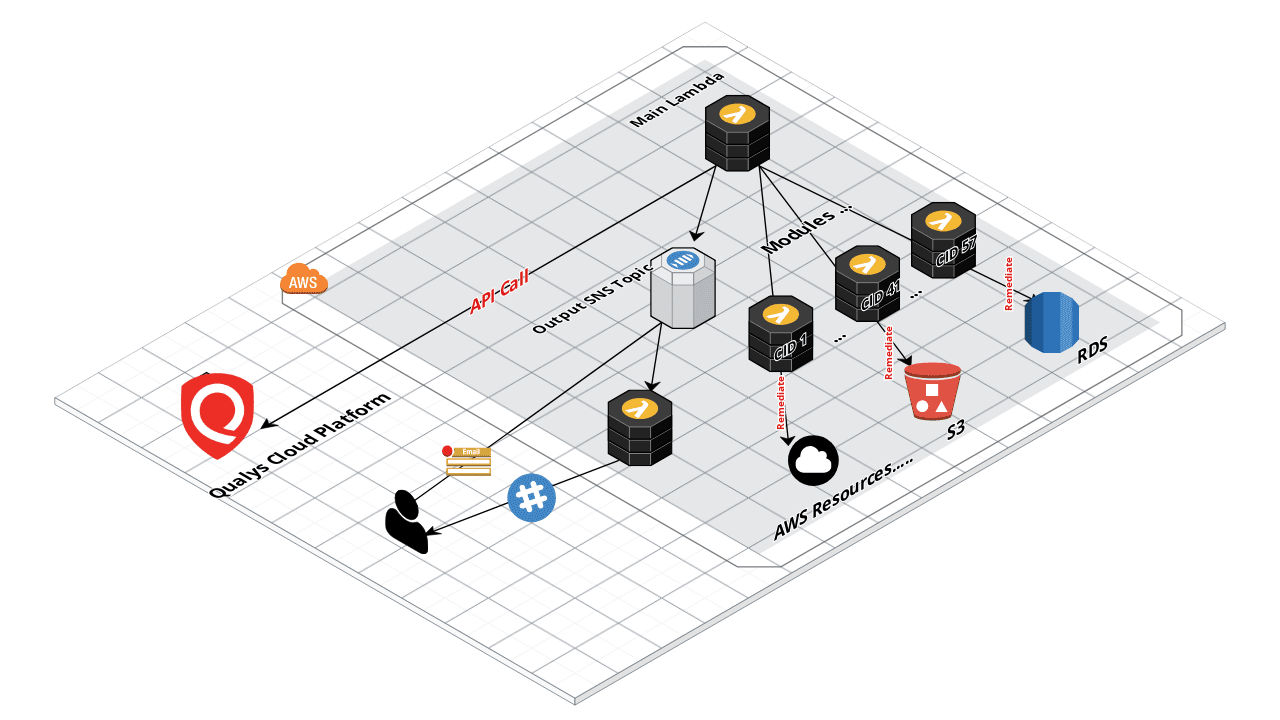 Main Lambda
Modules ...
CID 57
AWS
API Call
Output SNS Topic
CID 41
...
Remediate
CID 1
...
RDS
Remediate
Remediate
Qualys Cloud Platform
S3
Email
AWS Resources.....